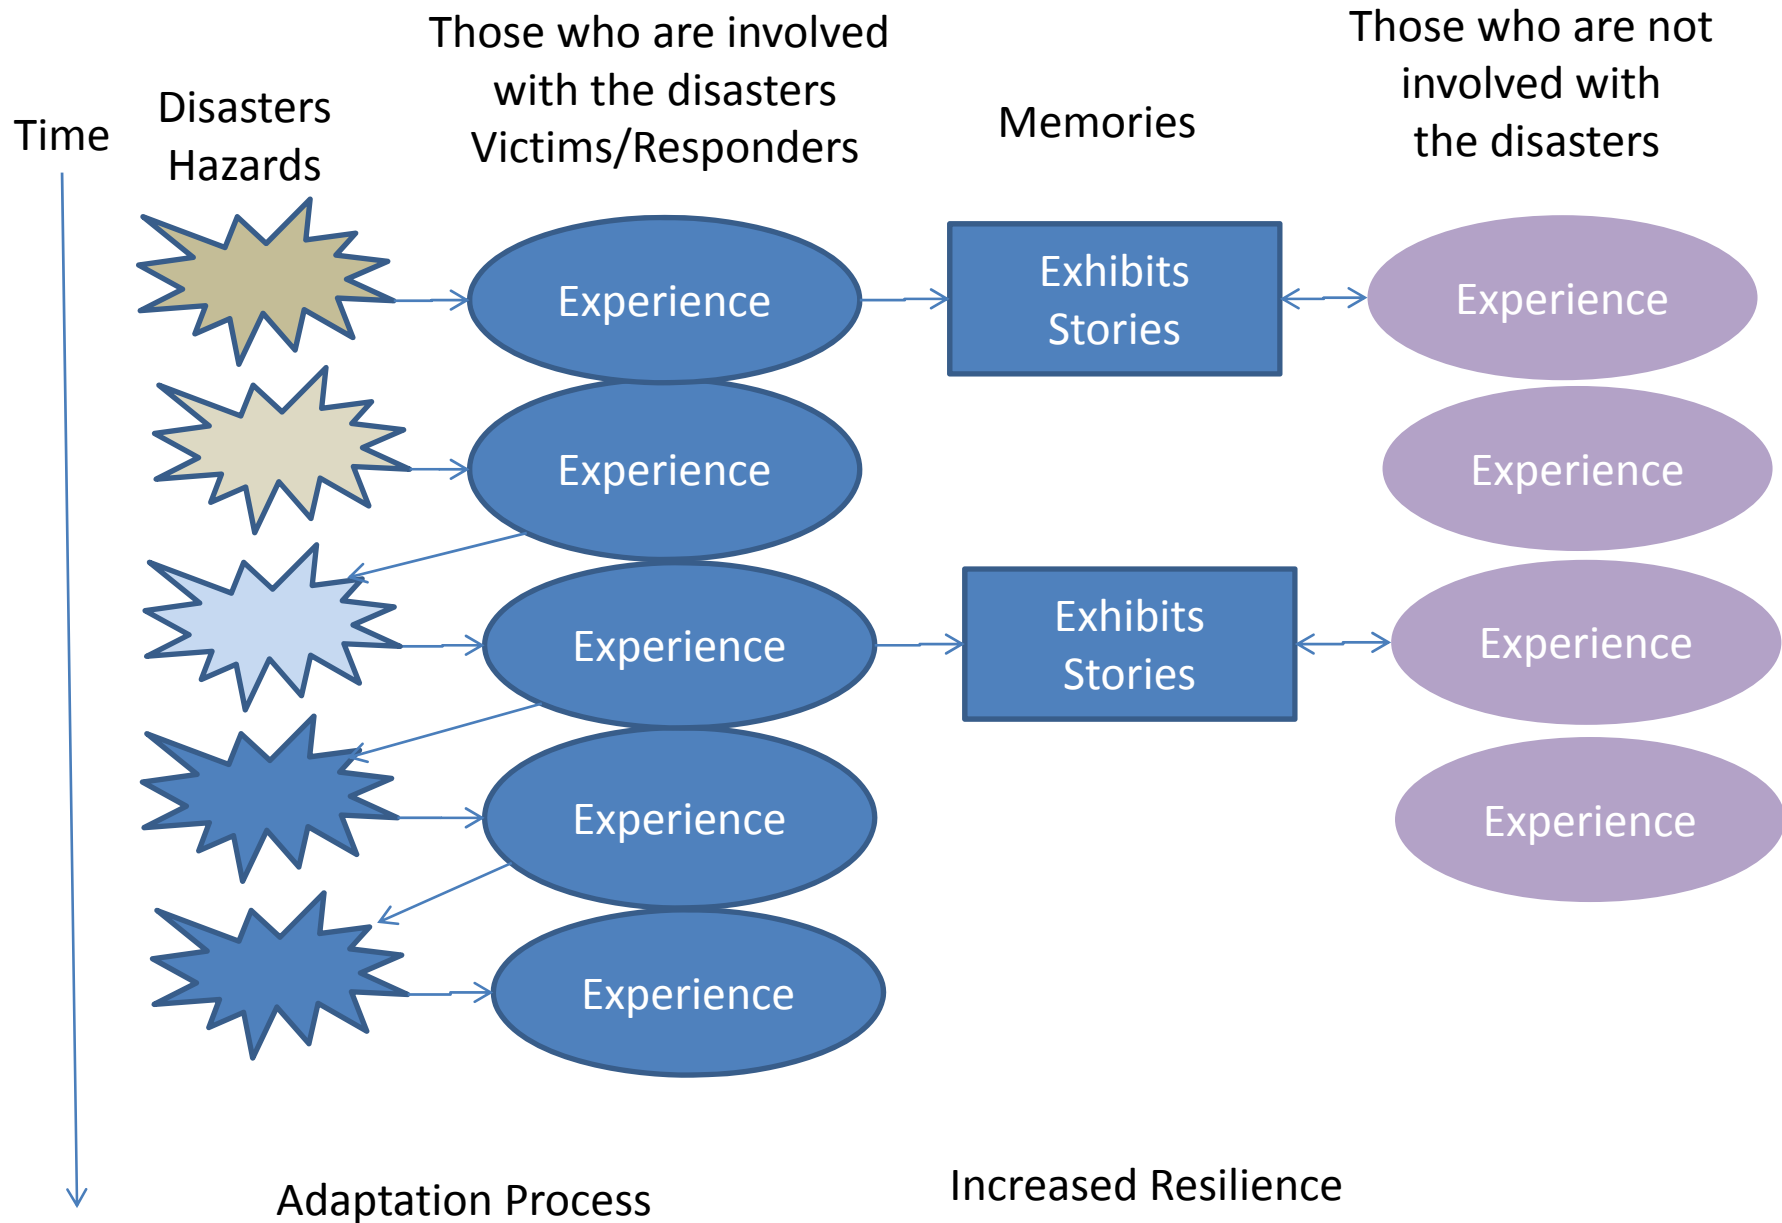 Time
Disasters
Hazards
Those who are involved
with the disasters
Victims/Responders
Memories
Those who are not
involved with
the disasters
Experience
Exhibits
Stories
Experience
Experience
Experience
Experience
Exhibits
Stories
Experience
Experience
Experience
Experience
Adaptation Process
Increased Resilience